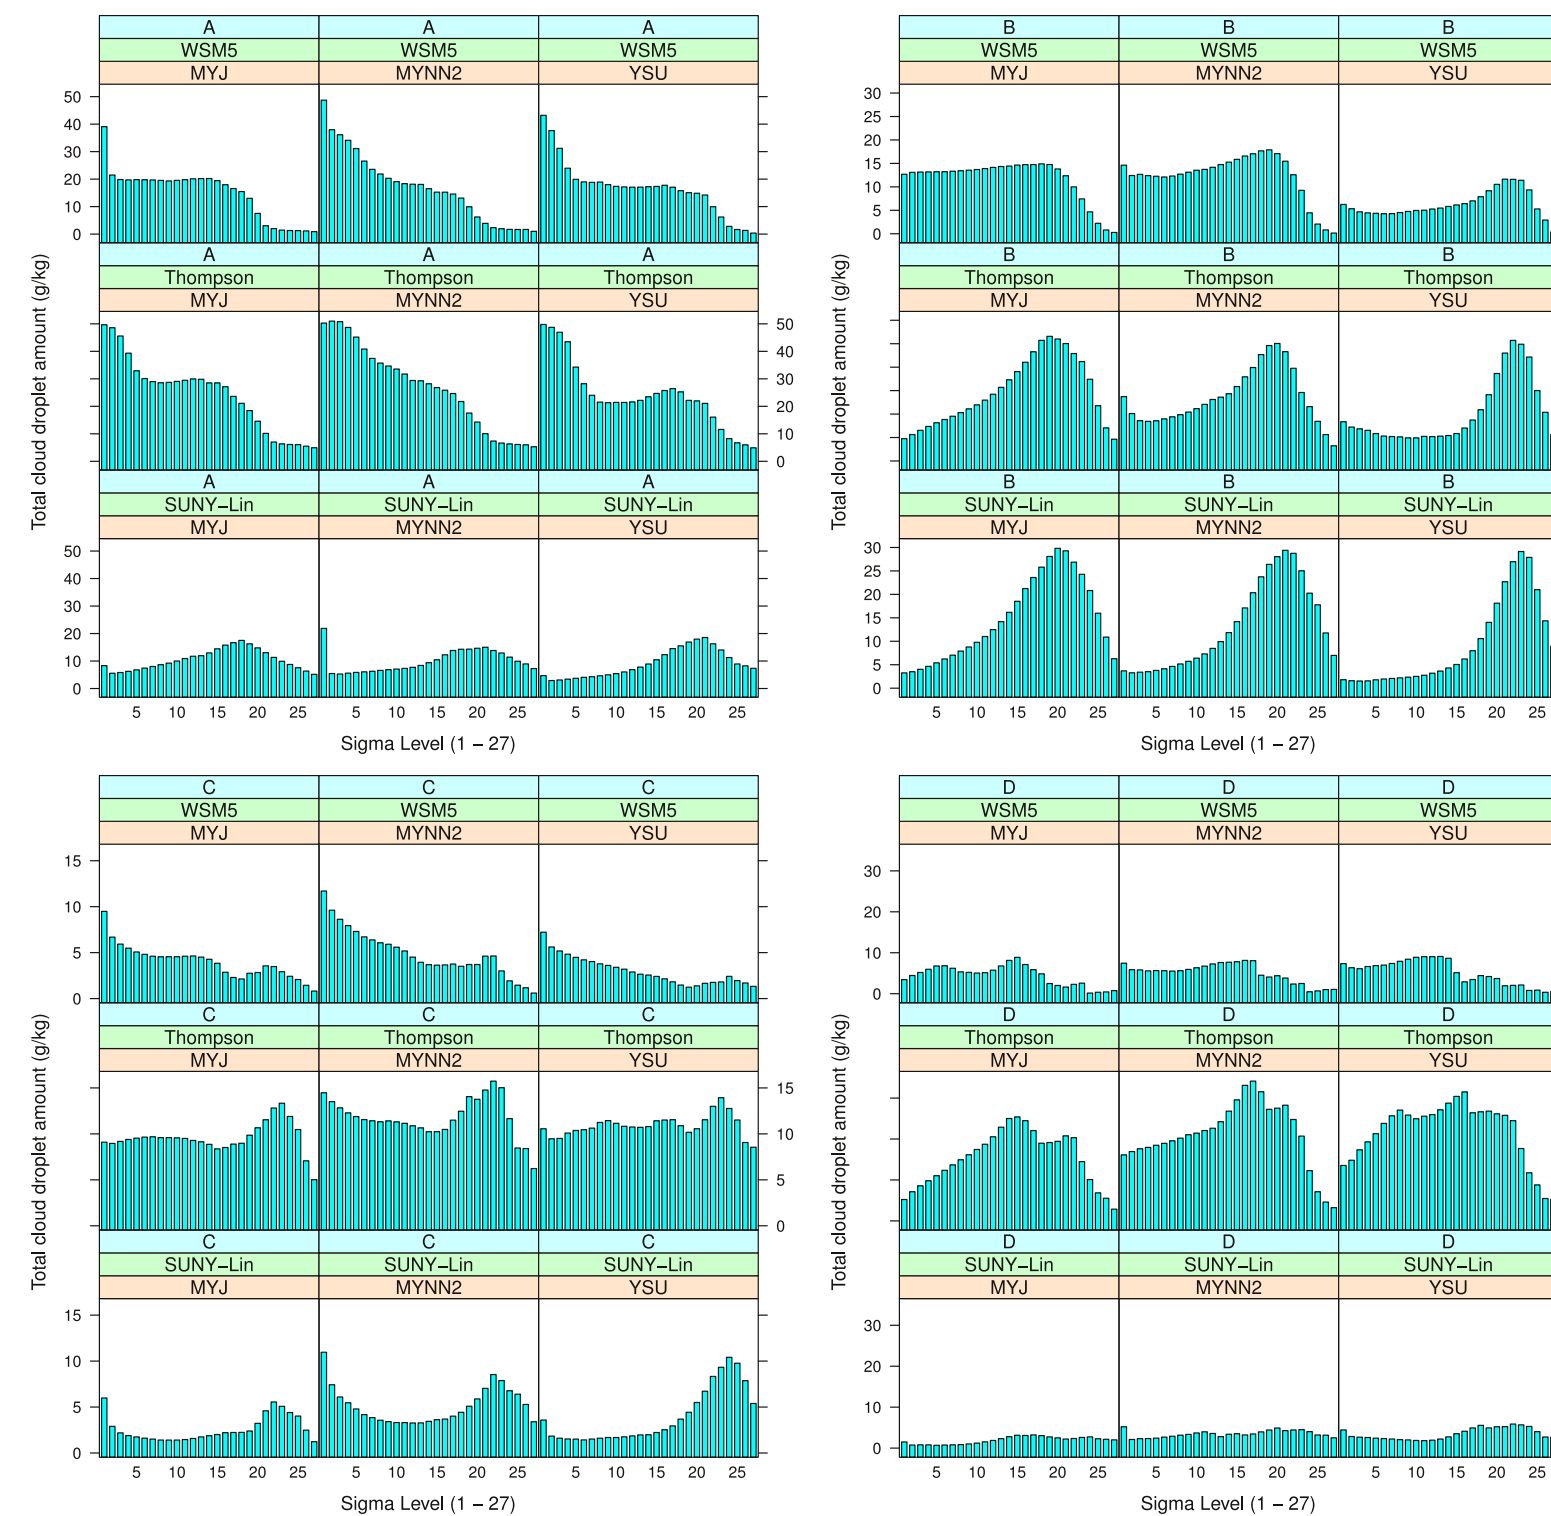 A A A
WSM5 WSM5 WSM5
MYJ MYNN2 YSU
50
40
30
20
10
0
A A A
Thompson Thompson Thompson
MYJ MYNN2 YSU
50
40
30
20
10
0
A A A
SUNY−Lin SUNY−Lin SUNY−Lin
MYJ MYNN2 YSU
50
40
30
20
10
0
5 10 15 20 25 5 10 15 20 25 5 10 15 20 25
Sigma Level (1 − 27)
Total cloud droplet amount (g/kg)
B B B
WSM5 WSM5 WSM5
MYJ MYNN2 YSU
30
25
20
15
10
5
0
B B B
Thompson Thompson Thompson
MYJ MYNN2 YSU
B B B
SUNY−Lin SUNY−Lin SUNY−Lin
MYJ MYNN2 YSU
30
25
20
15
10
5
0
5 10 15 20 25 5 10 15 20 25 5 10 15 20 25
Sigma Level (1 − 27)
Total cloud droplet amount (g/kg)
C C C
WSM5 WSM5 WSM5
MYJ MYNN2 YSU
15
10
5
0
C C C
Thompson Thompson Thompson
MYJ MYNN2 YSU
15
10
5
0
C C C
SUNY−Lin SUNY−Lin SUNY−Lin
MYJ MYNN2 YSU
15
10
5
0
5 10 15 20 25 5 10 15 20 25 5 10 15 20 25
Sigma Level (1 − 27)
Total cloud droplet amount (g/kg)
D D D
WSM5 WSM5 WSM5
MYJ MYNN2 YSU
30
20
10
0
D D D
Thompson Thompson Thompson
MYJ MYNN2 YSU
D D D
SUNY−Lin SUNY−Lin SUNY−Lin
MYJ MYNN2 YSU
30
20
10
0
5 10 15 20 25 5 10 15 20 25 5 10 15 20 25
Sigma Level (1 − 27)
Total cloud droplet amount (g/kg)